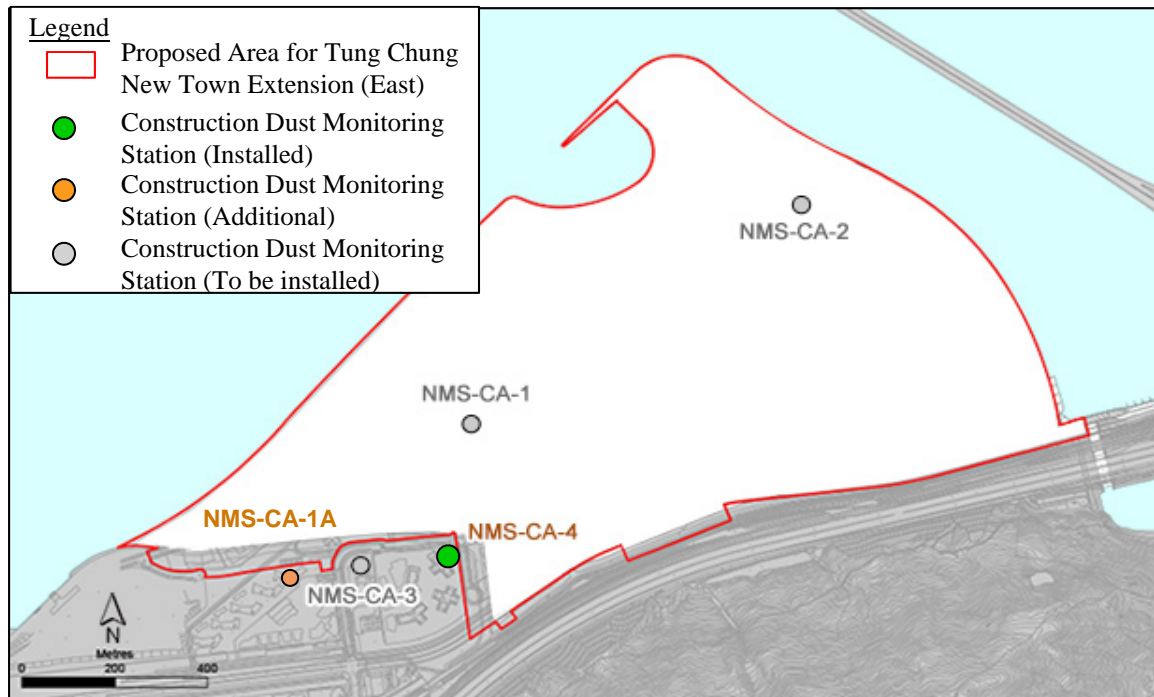 Legend
Proposed Area for Tung Chung
New Town Extension (East)
Construction Dust Monitoring
Station (Installed)
Construction Dust Monitoring
Station (Additional)
Construction Dust Monitoring
Station (To be installed)
NMS-CA-2
NMS-CA-1
NMS-CA-1A
NMS-CA-4
NMS-CA-3
N
Metres
0 200 400